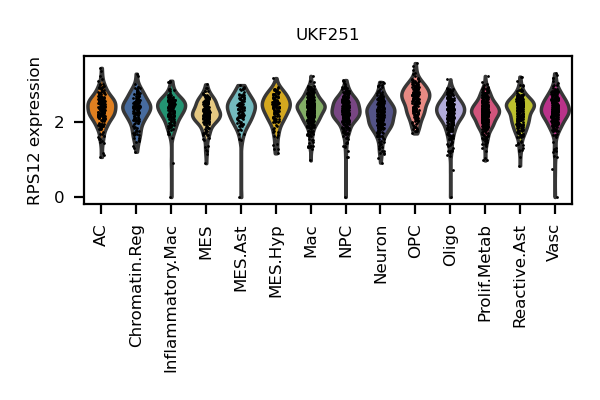 UKF251
RPS12 expression
2
0
AC
Chromatin.Reg
Inflammatory.Mac
MES
MES.Ast
MES.Hyp
Mac
NPC
Neuron
OPC
Oligo
Prolif.Metab
Reactive.Ast
Vasc